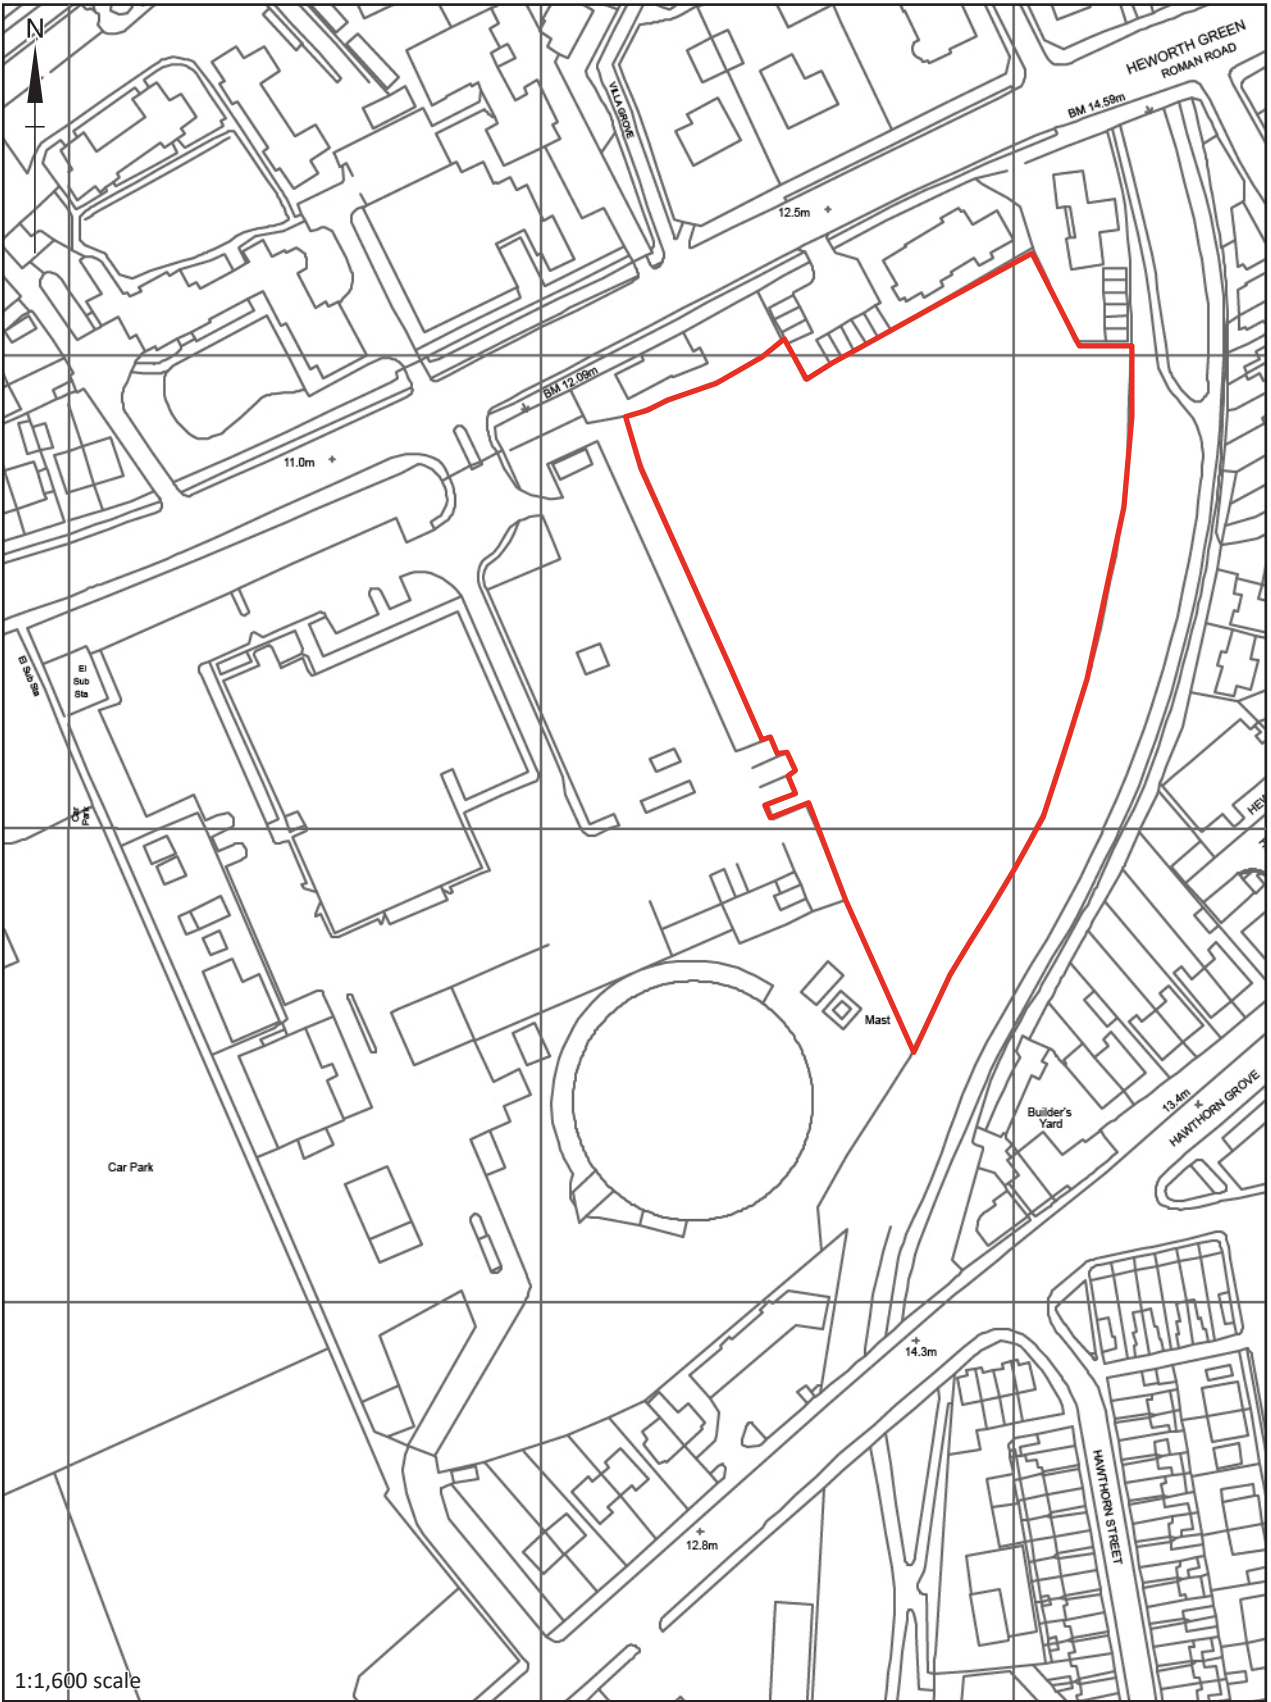 N
HEWORTH GREEN
ROMAN ROAD
BM 14.59m
VILLA GROVE
12.5m
BM 12.09m
11.0m
El Sub Sta
El
Sub
Sta
Car
Park
HEW
Mast
Builder's
Yard
13.4m
HAWTHORN GROVE
Car Park
14.3m
HAWTHORN STREET
12.8m
1:1,600 scale